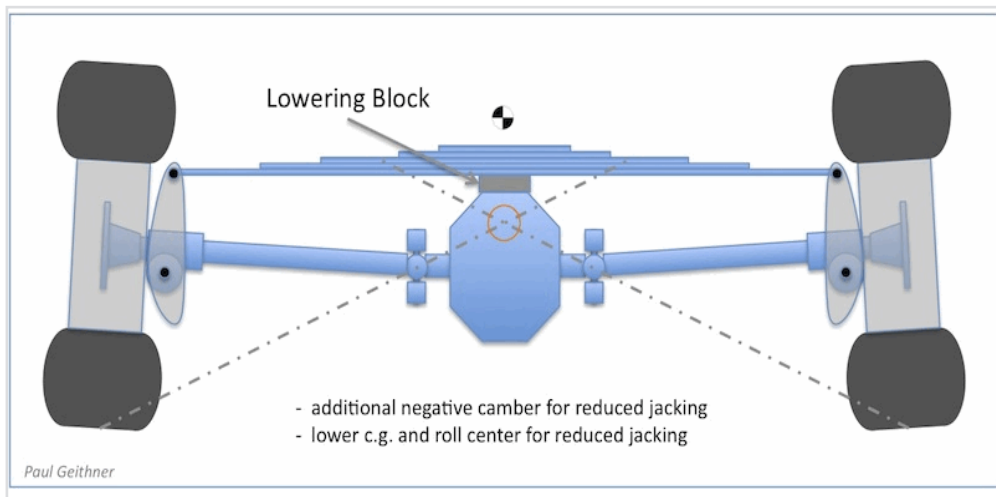 Lowering Block
- additional negative camber for reduced jacking
- lower c.g. and roll center for reduced jacking
Paul Geithner